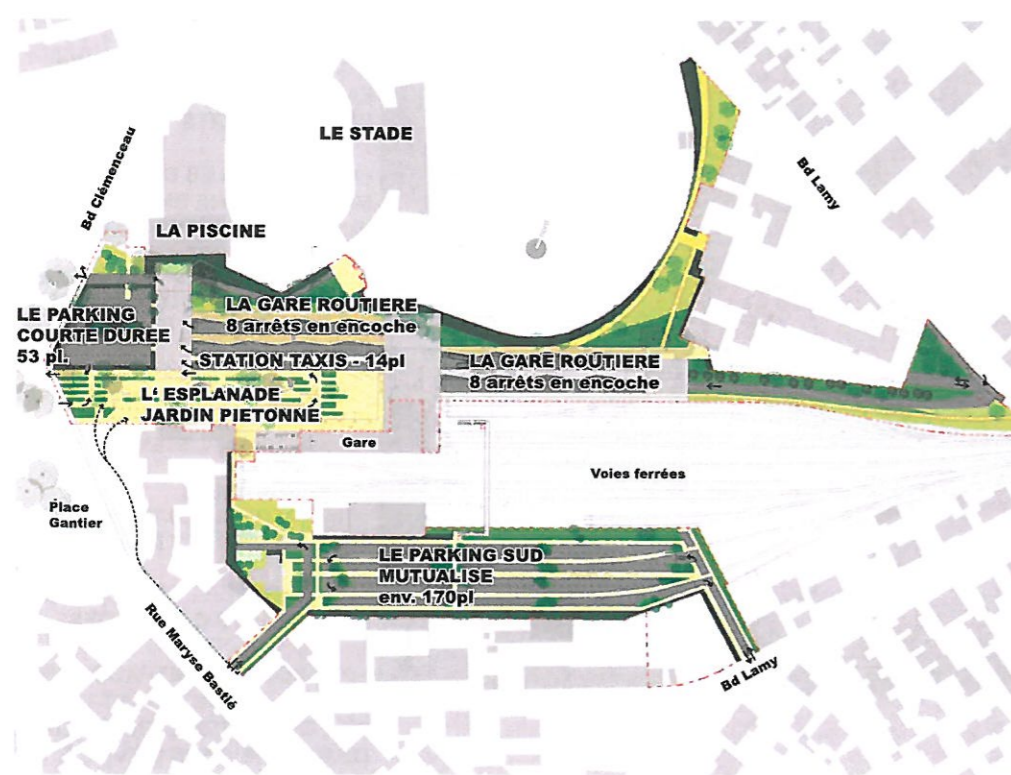 LE STADE
Bd Clémenceau
Bd Lamy
LA PISCINE
LE PARKING
COURTE DUREE
53 pl.
LA GARE ROUTIERE
8 arrêts en encoche
STATION TAXIS - 14pl
LA GARE ROUTIERE
8 arrêts en encoche
L' ESPLANADE
JARDIN PIETONNE
Gare
Voies ferrées
Place
Gantier
LE PARKING SUD
MUTUALISE
env. 170pl
Rue Maryse Bastié
Bd Lamy